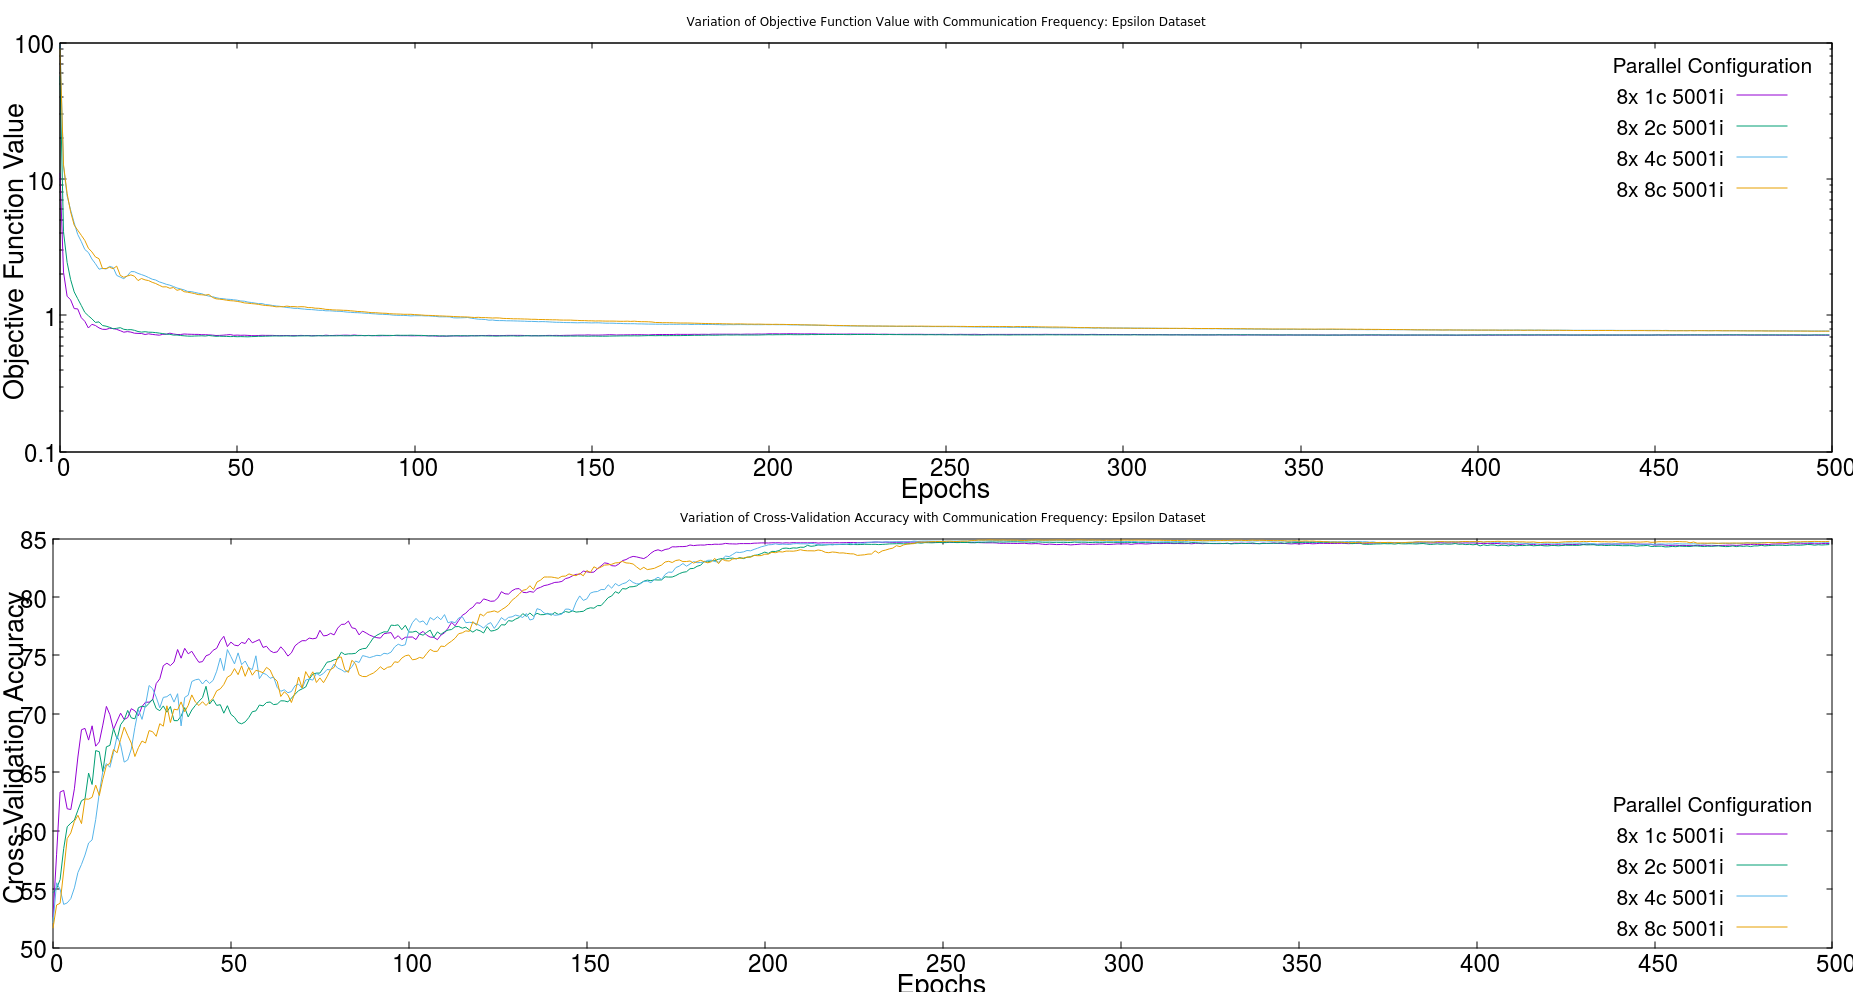 Variation of Objective Function Value with Communication Frequency: Epsilon Dataset
100
10
1
0.1
Objective Function Value
Parallel Configuration
8x 1c 5001i
8x 2c 5001i
8x 4c 5001i
8x 8c 5001i
0 50 100 150 200 250 300 350 400 450 500
Epochs
Variation of Cross-Validation Accuracy with Communication Frequency: Epsilon Dataset
85
80
75
70
65
60
55
50
Cross-Validation Accuracy
Parallel Configuration
8x 1c 5001i
8x 2c 5001i
8x 4c 5001i
8x 8c 5001i
0 50 100 150 200 250 300 350 400 450 500
Epochs